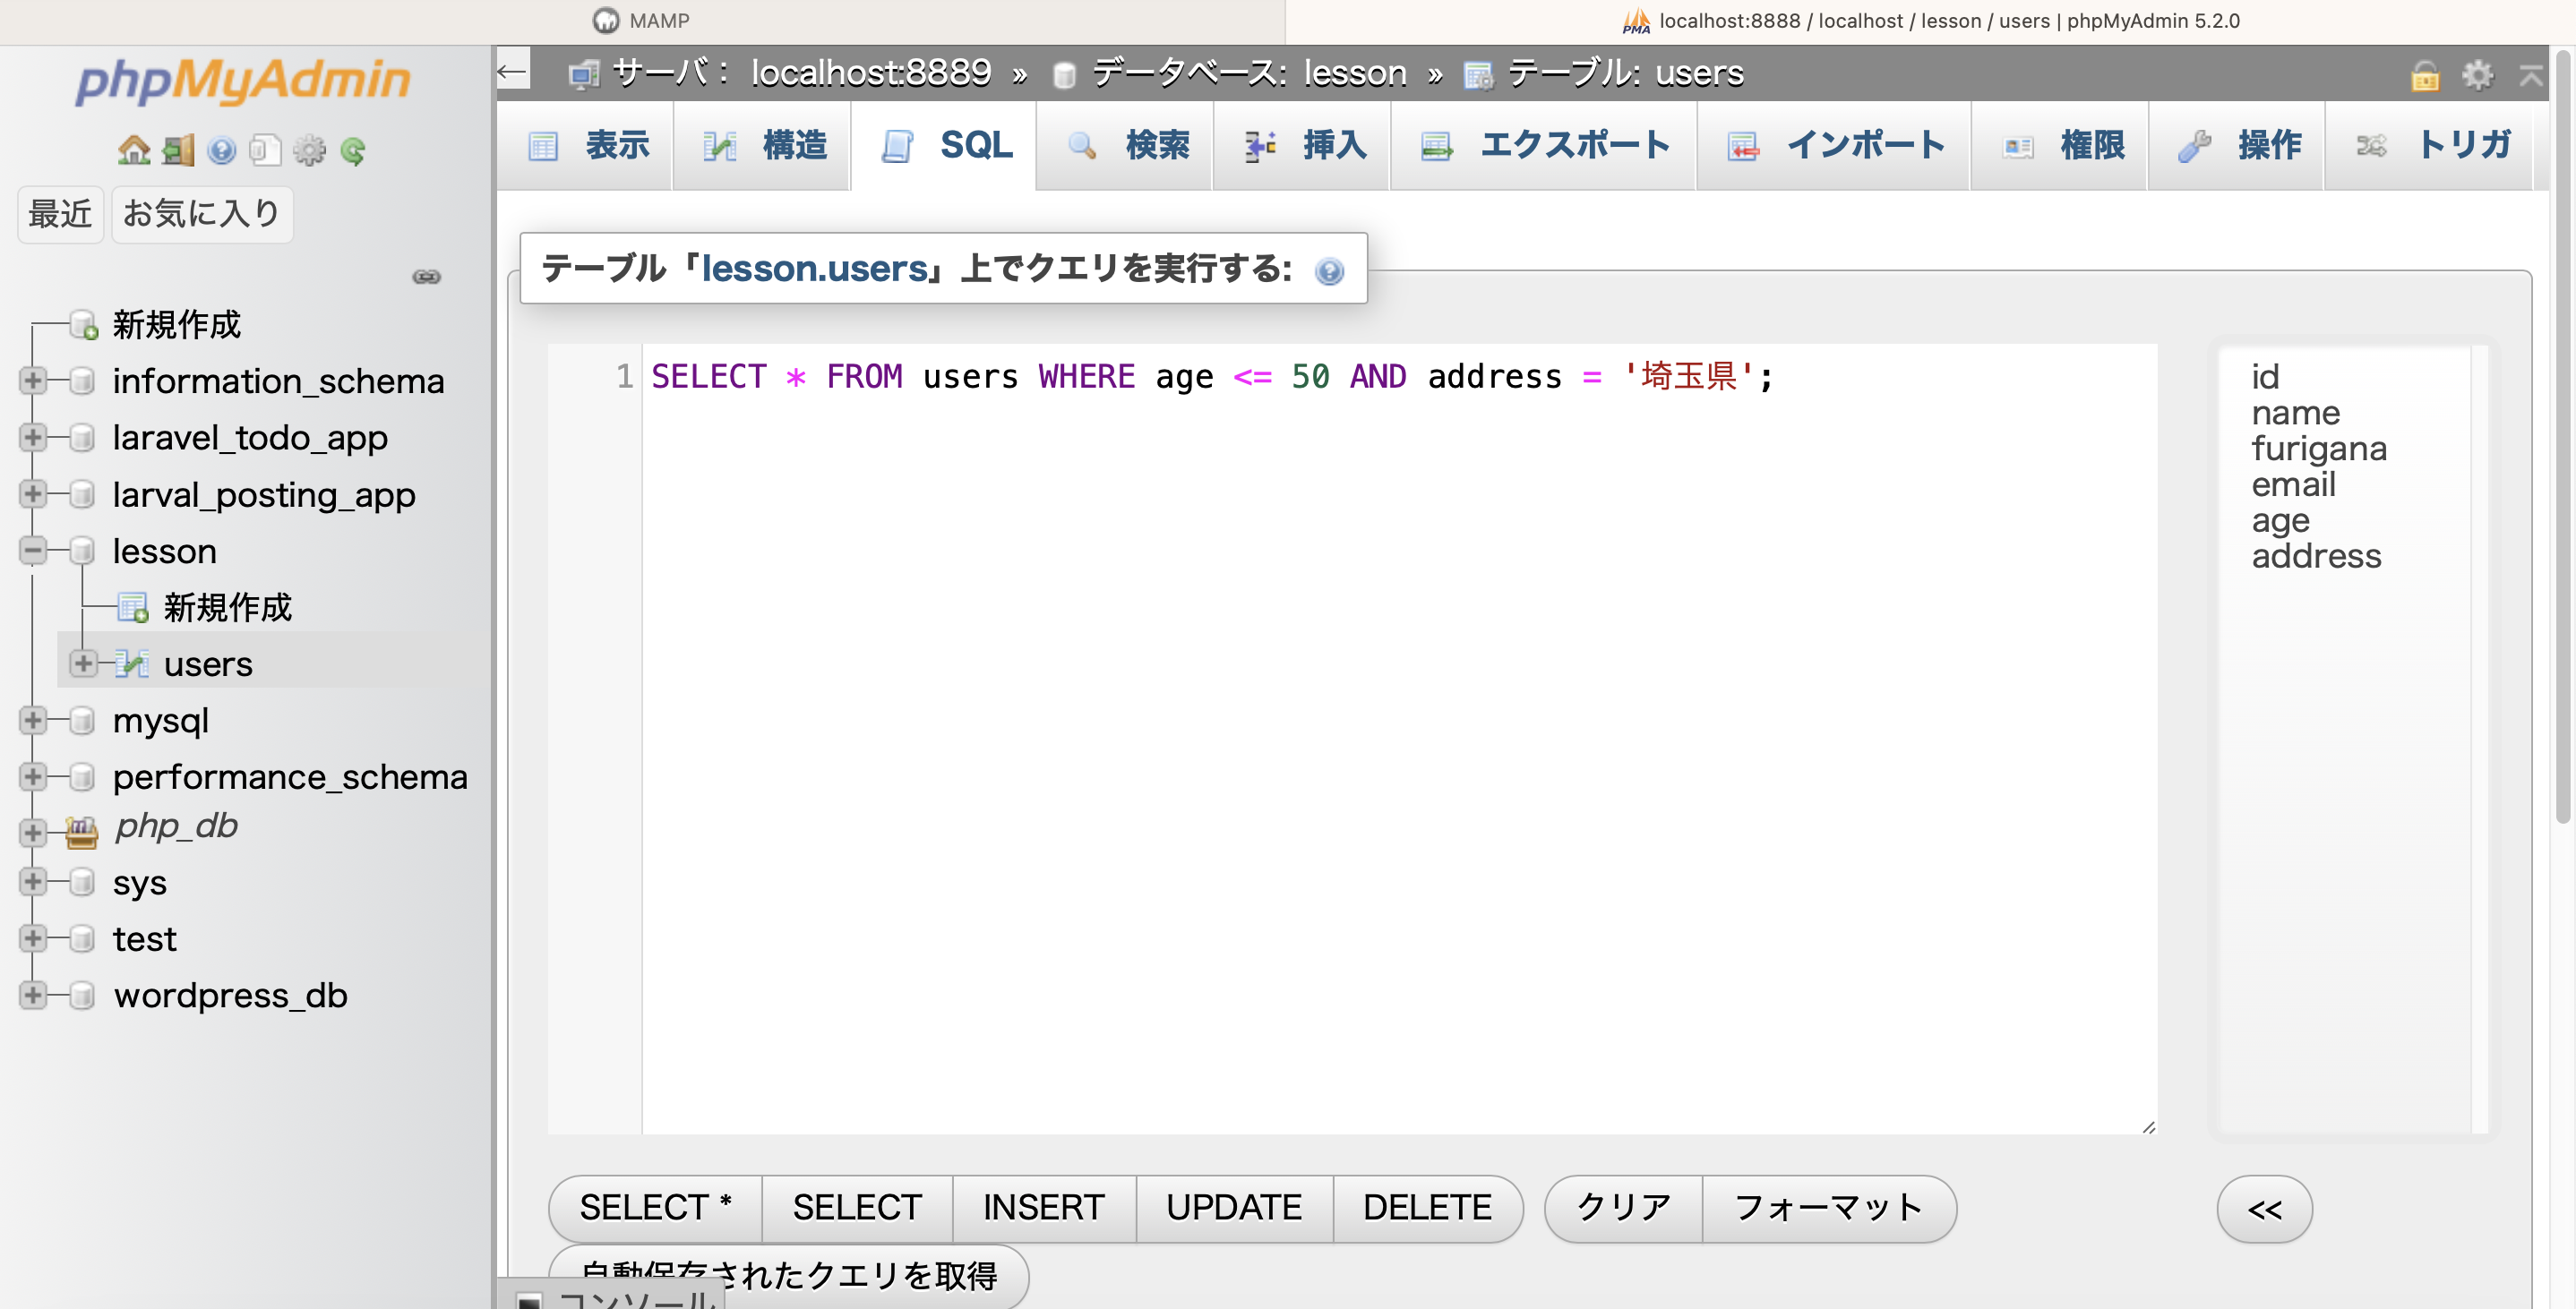 MAMP
PMA localhost:8888 / localhost / lesson / users | phpMyAdmin 5.2.0
phpMyAdmin
最近 お気に入り
新規作成
information_schema
laravel_todo_app
larval_posting_app
lesson
新規作成
users
mysql
performance_schema
php_db
sys
test
wordpress_db
サーバ: localhost:8889 » データベース: lesson » テーブル: users
表示 構造 SQL 検索 挿入 エクスポート インポート 権限 操作 トリガ
テーブル「lesson.users」上でクエリを実行する:
1 SELECT * FROM users WHERE age <= 50 AND address = '埼玉県';
id
name
furigana
email
age
address
SELECT * SELECT INSERT UPDATE DELETE クリア フォーマット <<
自動保存されたクエリを取得
コンソール